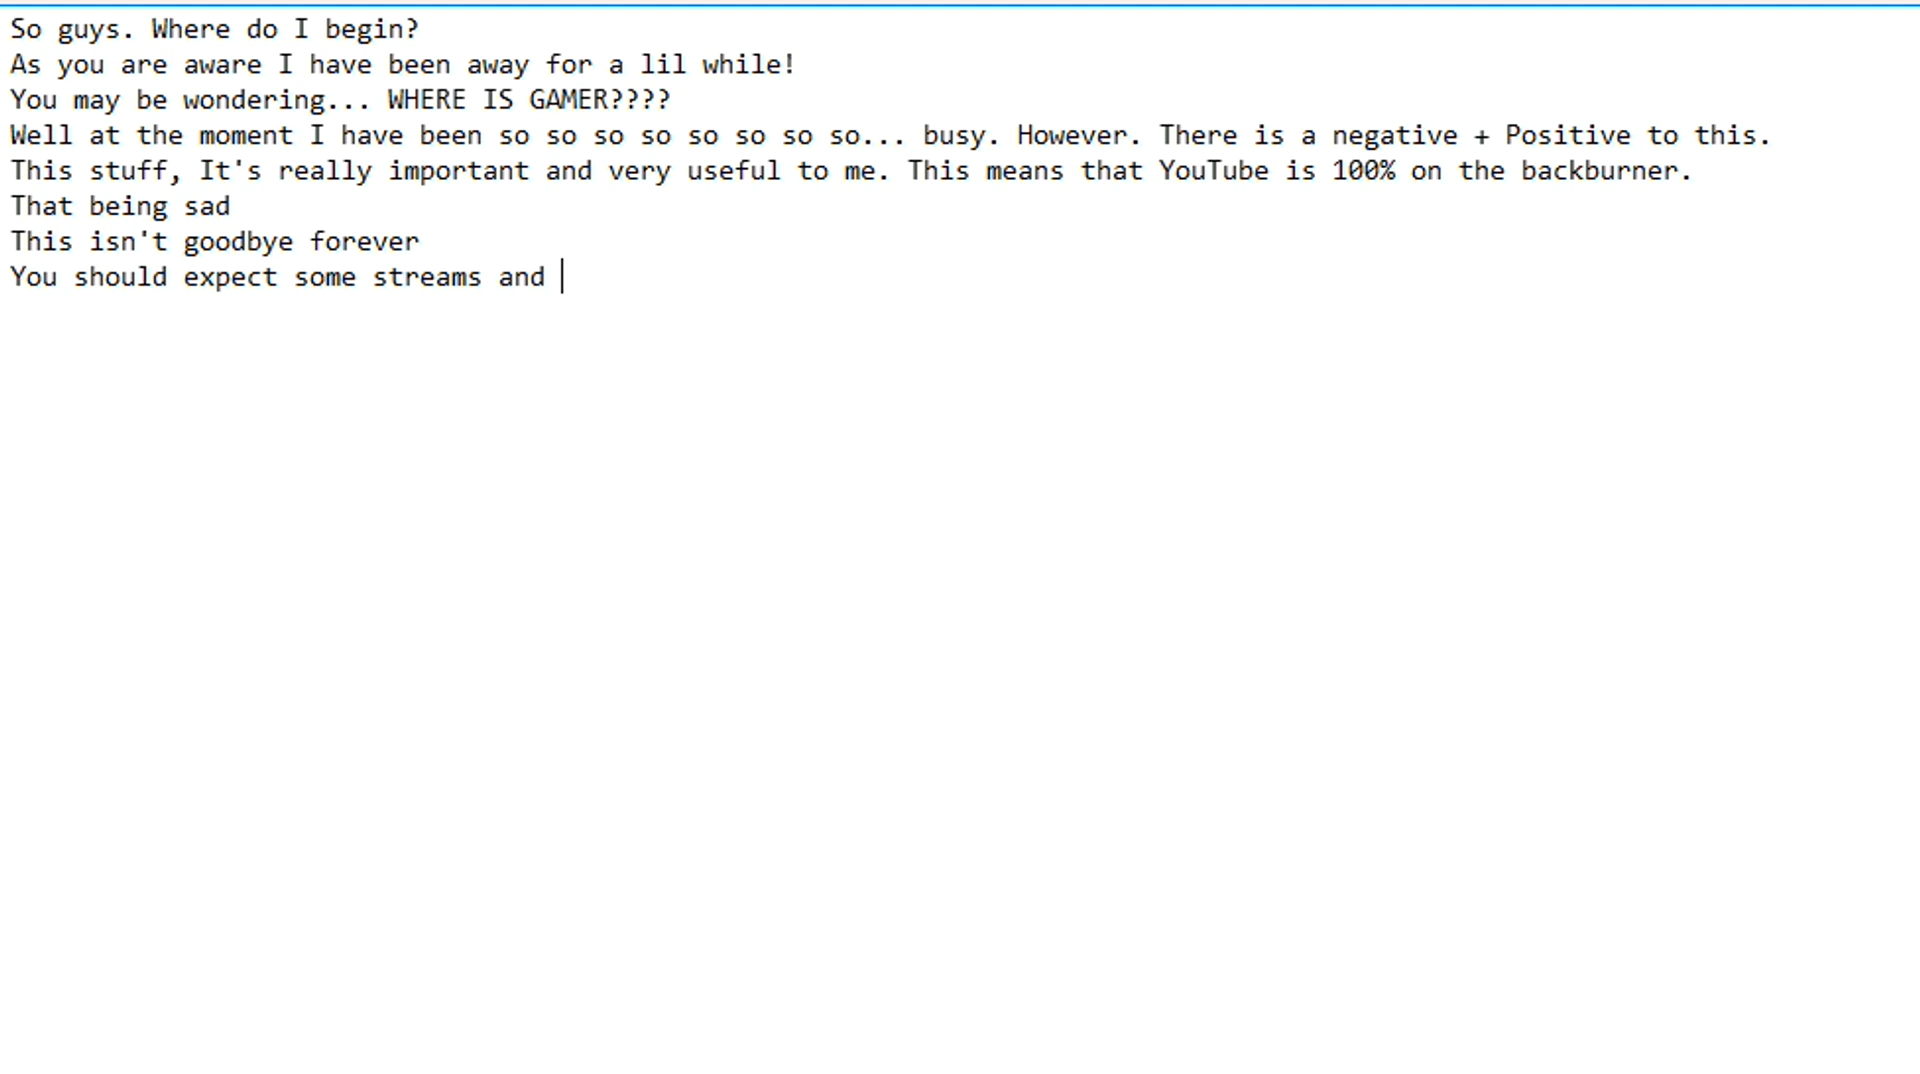 So guys. Where do I begin?
As you are aware I have been away for a lil while!
You may be wondering... WHERE IS GAMER????
Well at the moment I have been so so so so so so so so... busy. However. There is a negative + Positive to this.
This stuff, It's really important and very useful to me. This means that YouTube is 100% on the backburner.
That being sad
This isn't goodbye forever
You should expect some streams and